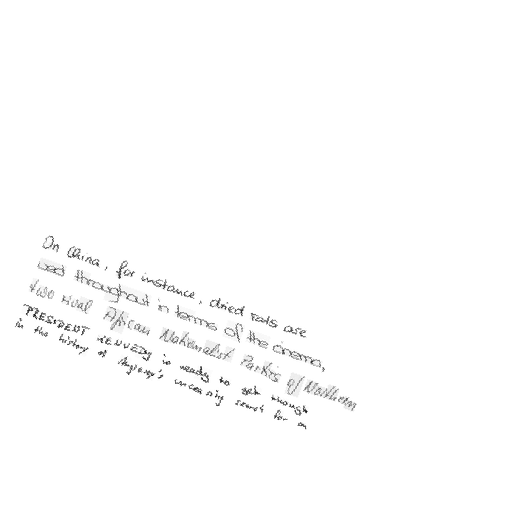 On China, for instance, dried rats are
used throughout in terms of the cinema,
two rival African Nationalist Parties of Northern
PRESIDENT KENNEDY is ready to get through
in the history of Anglesey's unceasing search for an